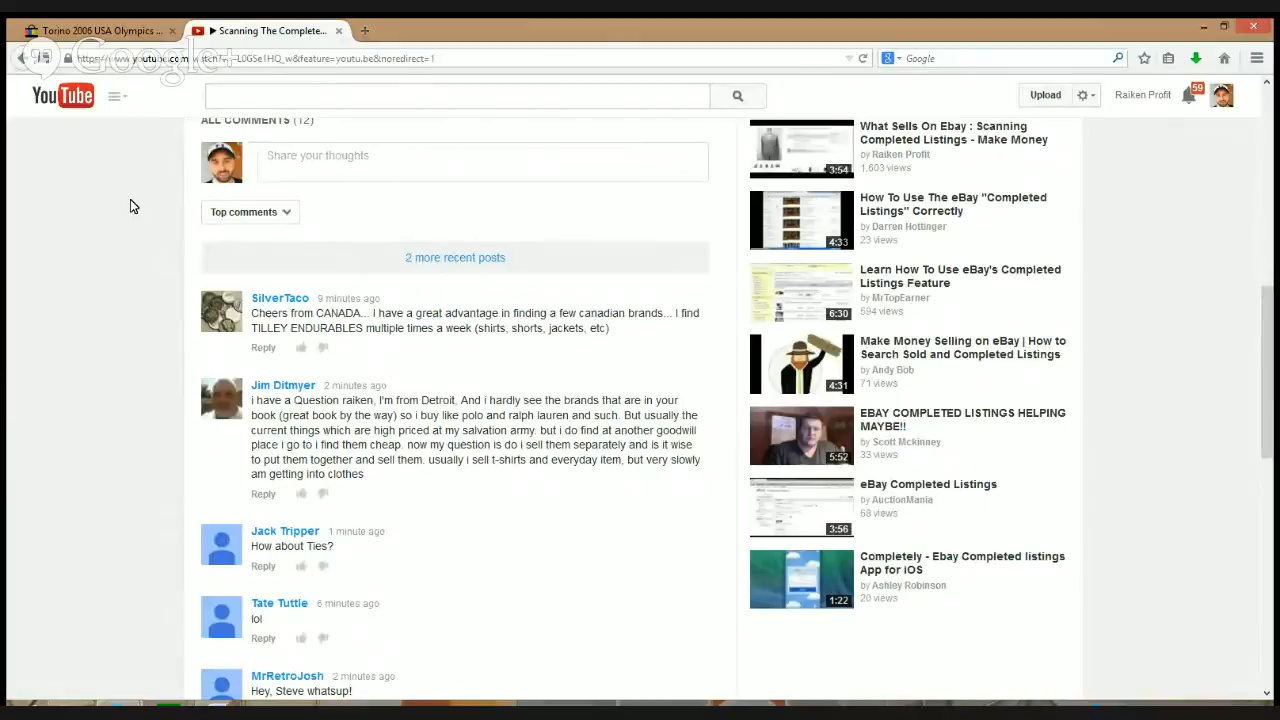 Torino 2006 USA Olympics ...
Scanning The Complete...
Google+
https://www.youtube.com
L0GSe1HQ_w&feature=youtu.be&noredirect=1
Google
YouTube
Upload
Raiken Profit
59
ALL COMMENTS (12)
Share your thoughts
Top comments
2 more recent posts
SilverTaco 9 minutes ago
from CANADA... i have a great advantage in finding a few canadian brands... I find
TILLEY ENDURABLES multiple times a week (shirts, shorts, jackets, etc)
Reply
Jim Ditmyer 2 minutes ago
i have a Question raiken, I'm from Detroit, And i hardly see the brands that are in your
book (great book by the way) so i buy like polo and ralph lauren and such. But usually the
current things which are high priced at my salvation army. but i do find at another goodwill
place i go to i find them cheap. now my question is do i sell them separately and is it wise
to put them together and sell them. usually i sell t-shirts and everyday item, but very slowly
am getting into clothes
Reply
Jack Tripper 1 minute ago
How about Ties?
Reply
Tate Tuttle 6 minutes ago
lol
Reply
MrRetroJosh 2 minutes ago
Hey, Steve whatsup!
What Sells On Ebay : Scanning
Completed Listings - Make Money
by Raiken Profit
1,603 views
3:54
How To Use The eBay "Completed
Listings" Correctly
by Darren Hottinger
23 views
4:33
Learn How To Use eBay's Completed
Listings Feature
by MrTopEarner
594 views
6:30
Make Money Selling on eBay | How to
Search Sold and Completed Listings
by Andy Bob
71 views
4:31
EBAY COMPLETED LISTINGS HELPING
MAYBE!!
by Scott Mckinney
33 views
5:52
eBay Completed Listings
by AuctionMania
68 views
3:56
Completely - Ebay Completed listings
App for iOS
by Ashley Robinson
20 views
1:22